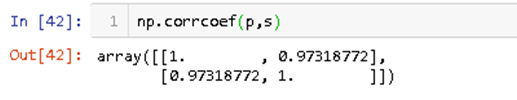 In [42]: 1 np.corrcoef(p,s)
Out[42]: array([[1.        , 0.97318772],
       [0.97318772, 1.        ]])